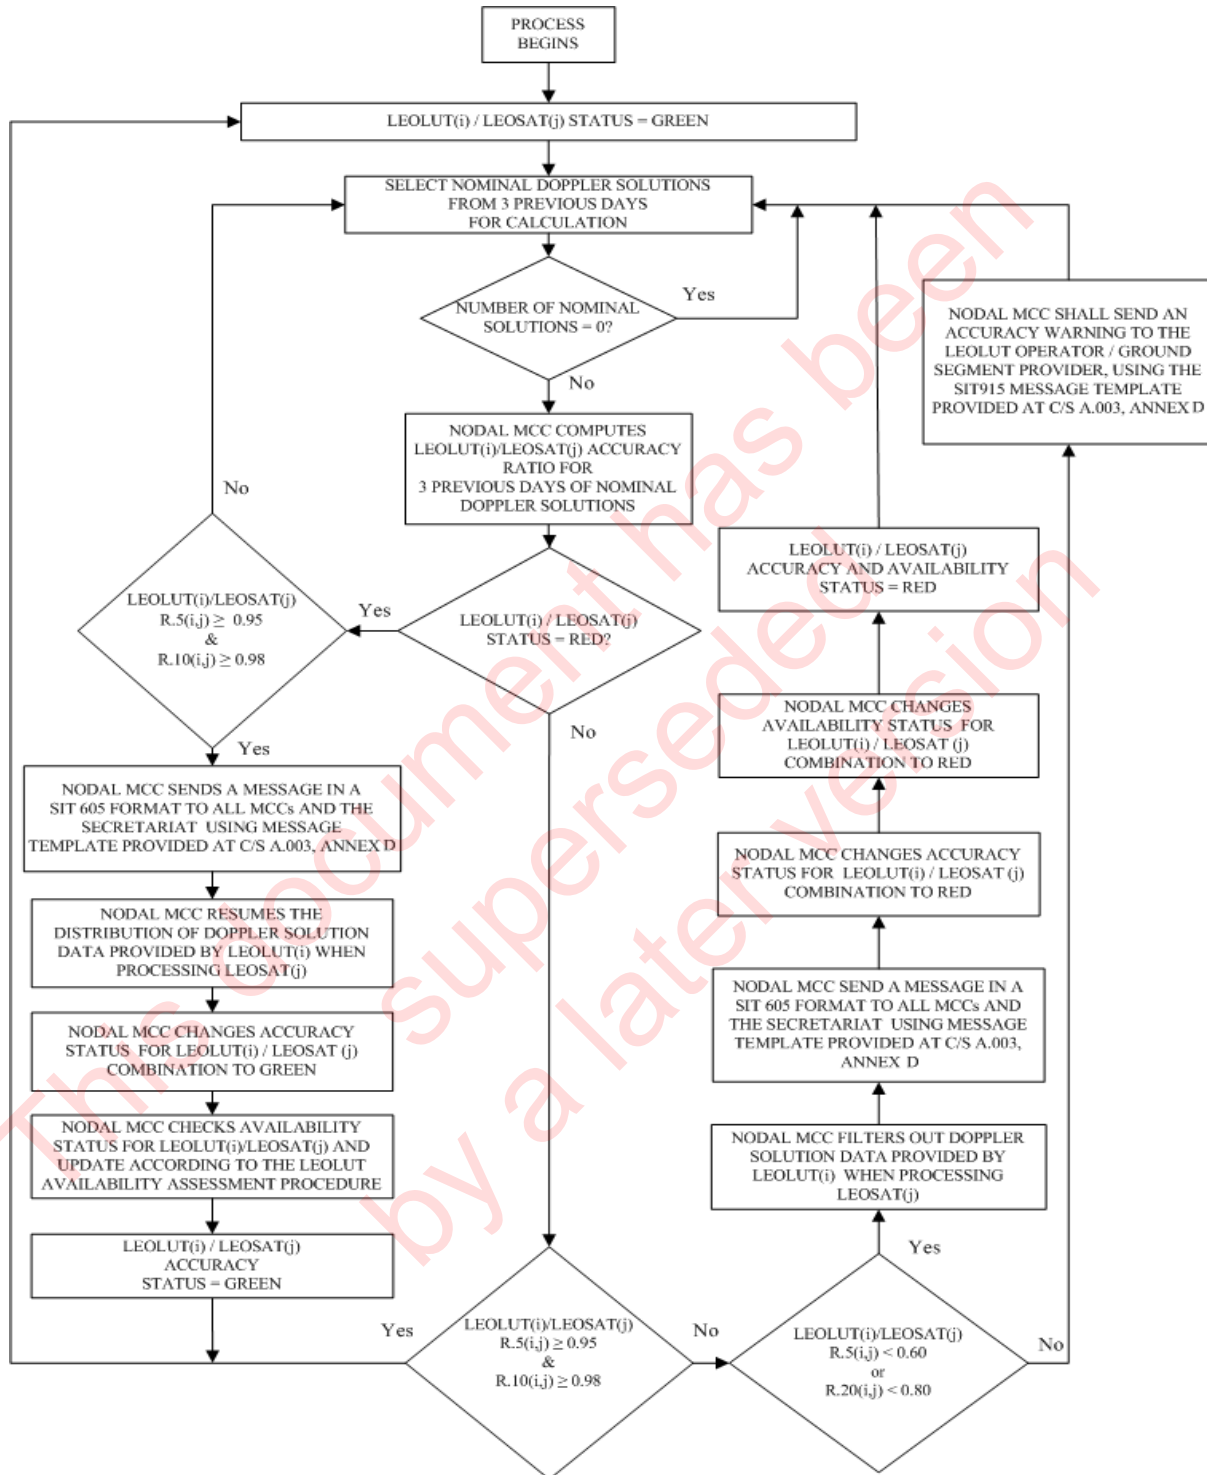 PROCESS
BEGINS
LEOLUT(i) / LEOSAT(j) STATUS = GREEN
SELECT NOMINAL DOPPLER SOLUTIONS
FROM 3 PREVIOUS DAYS
FOR CALCULATION
NUMBER OF NOMINAL
SOLUTIONS = 0?
Yes
No
NODAL MCC SHALL SEND AN
ACCURACY WARNING TO THE
LEOLUT OPERATOR / GROUND
SEGMENT PROVIDER, USING THE
SIT915 MESSAGE TEMPLATE
PROVIDED AT C/S A.003, ANNEX D
NODAL MCC COMPUTES
LEOLUT(i)/LEOSAT(j) ACCURACY
RATIO FOR
3 PREVIOUS DAYS OF NOMINAL
DOPPLER SOLUTIONS
No
LEOLUT(i)/LEOSAT(j)
R.5(i,j) ≥ 0.95
&
R.10(i,j) ≥ 0.98
Yes
LEOLUT(i) / LEOSAT(j)
STATUS = RED?
No
LEOLUT(i) / LEOSAT(j)
ACCURACY AND AVAILABILITY
STATUS = RED
NODAL MCC CHANGES
AVAILABILITY STATUS FOR
LEOLUT(i) / LEOSAT (j)
COMBINATION TO RED
Yes
NODAL MCC SENDS A MESSAGE IN A
SIT 605 FORMAT TO ALL MCCs AND THE
SECRETARIAT USING MESSAGE
TEMPLATE PROVIDED AT C/S A.003, ANNEX D
NODAL MCC CHANGES ACCURACY
STATUS FOR LEOLUT(i) / LEOSAT (j)
COMBINATION TO RED
NODAL MCC RESUMES THE
DISTRIBUTION OF DOPPLER SOLUTION
DATA PROVIDED BY LEOLUT(i) WHEN
PROCESSING LEOSAT(j)
NODAL MCC SEND A MESSAGE IN A
SIT 605 FORMAT TO ALL MCCs AND
THE SECRETARIAT USING MESSAGE
TEMPLATE PROVIDED AT C/S A.003,
ANNEX D
NODAL MCC CHANGES ACCURACY
STATUS FOR LEOLUT(i) / LEOSAT (j)
COMBINATION TO GREEN
NODAL MCC CHECKS AVAILABILITY
STATUS FOR LEOLUT(i)/LEOSAT(j) AND
UPDATE ACCORDING TO THE LEOLUT
AVAILABILITY ASSESSMENT PROCEDURE
NODAL MCC FILTERS OUT DOPPLER
SOLUTION DATA PROVIDED BY
LEOLUT(i) WHEN PROCESSING
LEOSAT(j)
LEOLUT(i) / LEOSAT(j)
ACCURACY
STATUS = GREEN
Yes
Yes
LEOLUT(i)/LEOSAT(j)
R.5(i,j) ≥ 0.95
&
R.10(i,j) ≥ 0.98
No
LEOLUT(i)/LEOSAT(j)
R.5(i,j) < 0.60
or
R.20(i,j) < 0.80
No
This document has been
superseded
by a later version